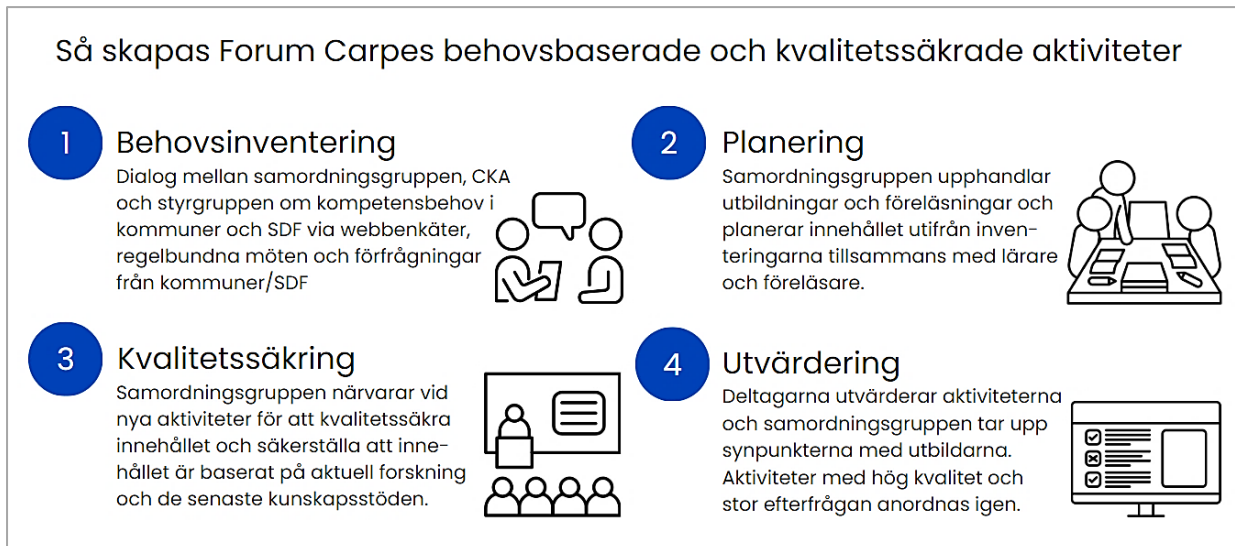 Så skapas Forum Carpes behovsbaserade och kvalitetssäkrade aktiviteter
1
Behovsinventering
Dialog mellan samordningsgruppen, CKA
och styrgruppen om kompetensbehov i
kommuner och SDF via webbenkäter,
regelbundna möten och förfrågningar
från kommuner/SDF
2
Planering
Samordningsgruppen upphandlar
utbildningar och föreläsningar och
planerar innehållet utifrån inven-
teringarna tillsammans med lärare
och föreläsare.
3
Kvalitetssäkring
Samordningsgruppen närvarar vid
nya aktiviteter för att kvalitetssäkra
innehållet och säkerställa att inne-
hållet är baserat på aktuell forskning
och de senaste kunskapsstöden.
4
Utvärdering
Deltagarna utvärderar aktiviteterna
och samordningsgruppen tar upp
synpunkterna med utbildarna.
Aktiviteter med hög kvalitet och
stor efterfrågan anordnas igen.